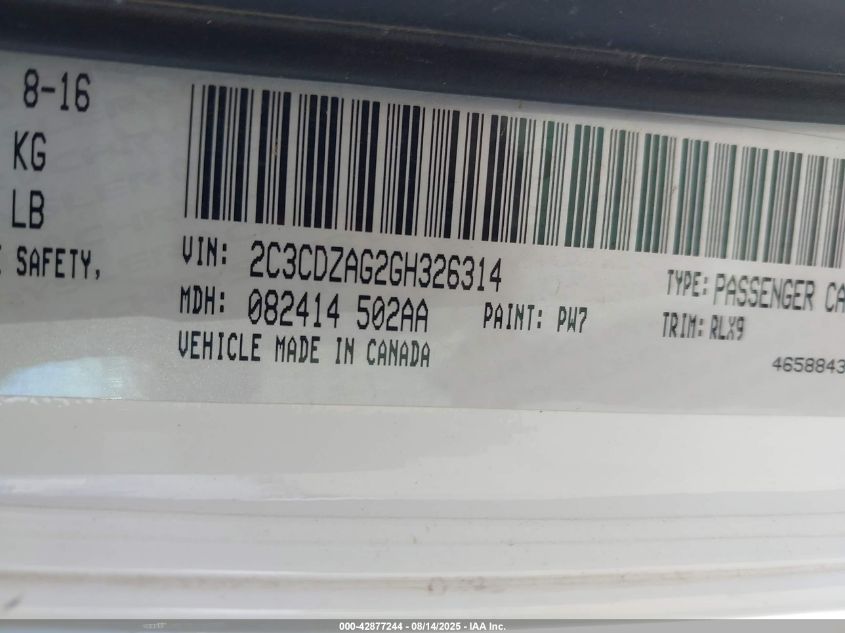 8-16
KG
LB
SAFETY,
VIN: 2C3CDZAG2GH326314
TYPE: PASSENGER CA
MDH: 082414 502AA
PAINT: PW7
TRIM: RLX9
VEHICLE MADE IN CANADA
4658843
000-42877244 - 08/14/2025 - IAA Inc.